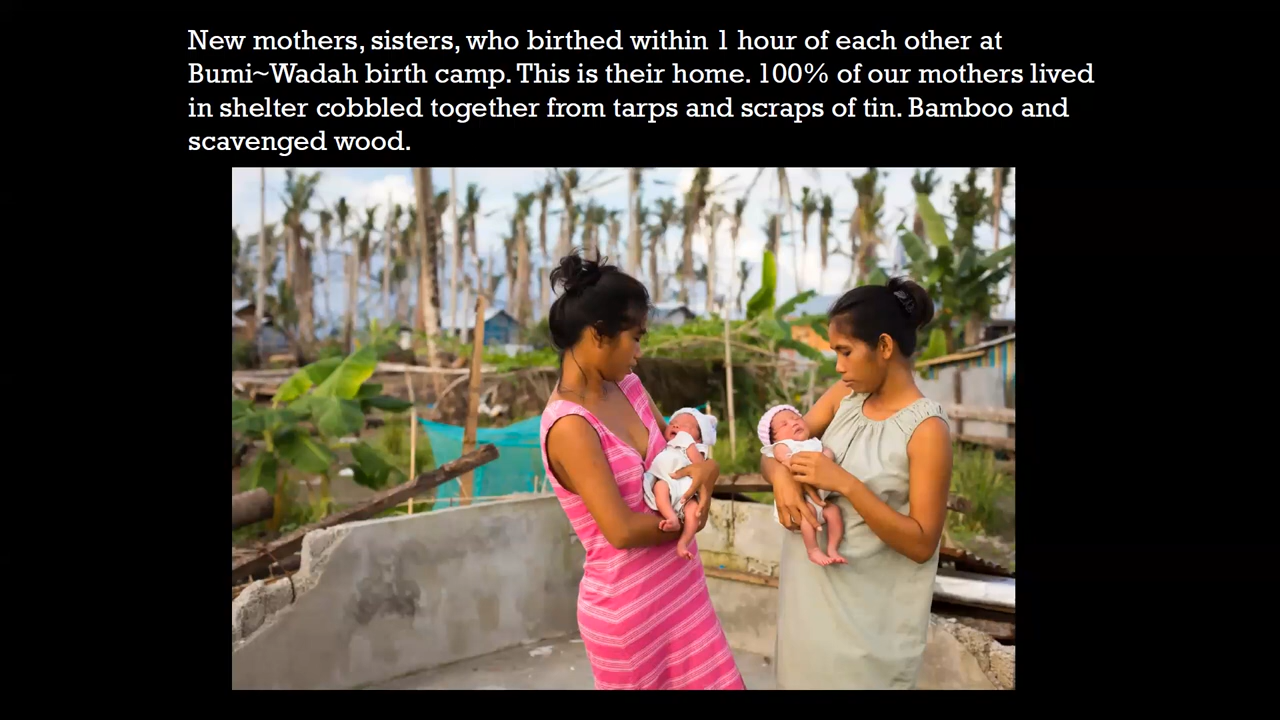 New mothers, sisters, who birthed within 1 hour of each other at
Bumi~Wadah birth camp. This is their home. 100% of our mothers lived
in shelter cobbled together from tarps and scraps of tin. Bamboo and
scavenged wood.